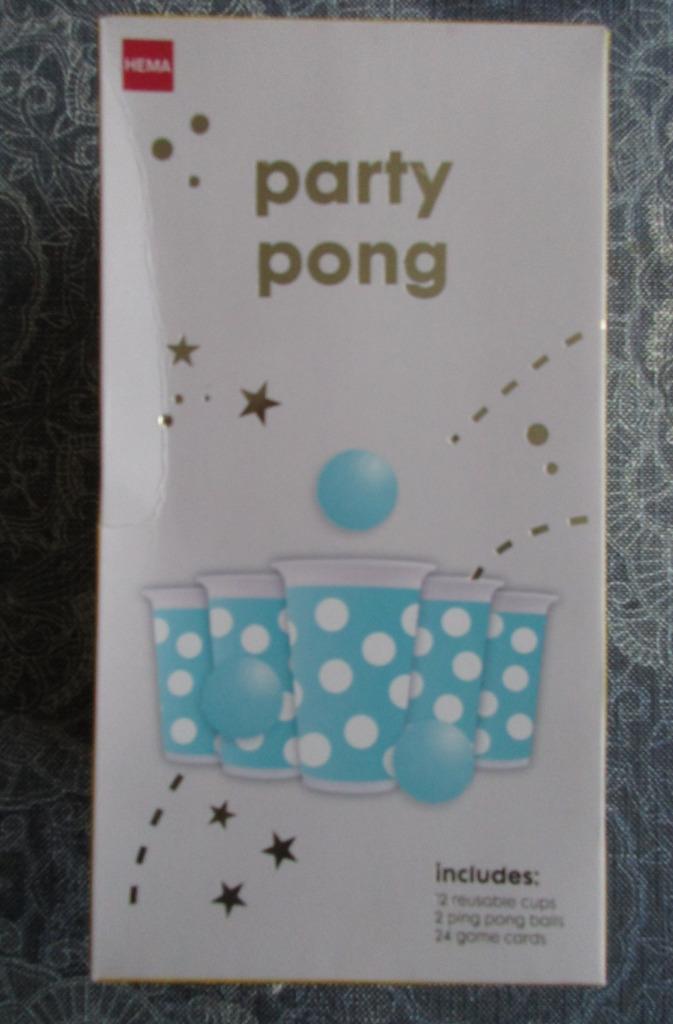 HEMA
party
pong
includes:
12 reusable cups
2 ping pong balls
24 game cards